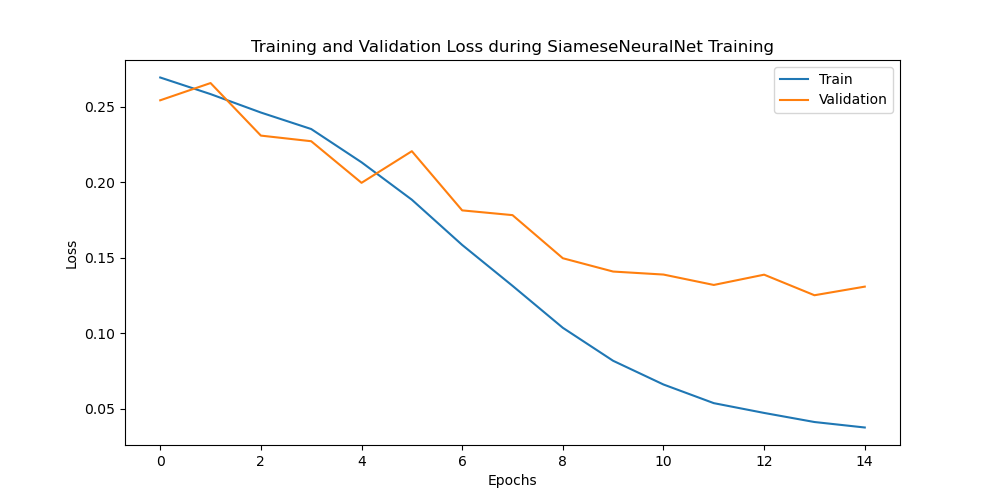 Training and Validation Loss during SiameseNeuralNet Training
Train
Validation
0.25
0.20
0.15
0.10
0.05
Loss
0 2 4 6 8 10 12 14
Epochs